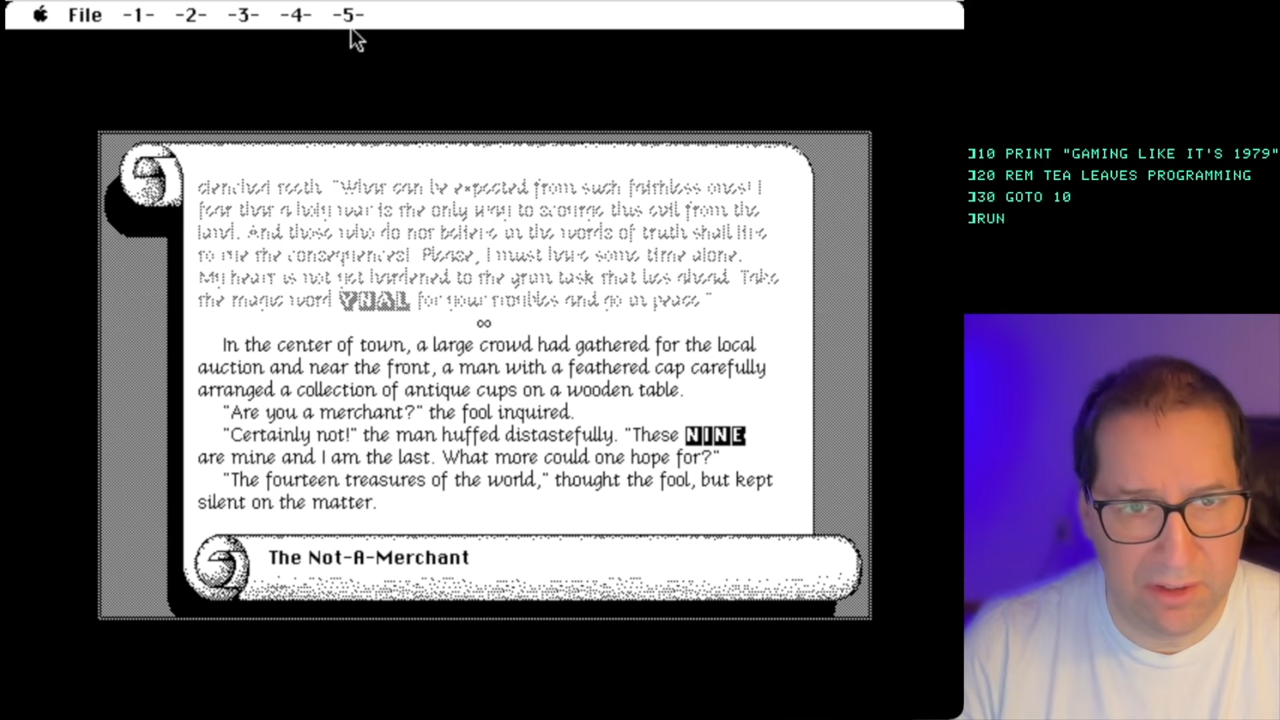 File -1- -2- -3- -4- -5-
clenched teeth. "What can be expected from such faithless ones! I
fear that a holy war is the only way to scourge this evil from the
land. And those who do not believe in the words of truth shall live
to rue the consequences! Please, I must have some time alone.
My heart is not yet hardened to the grim task that lies ahead. Take
the magic word YNAL for your troubles and go in peace."
∞
In the center of town, a large crowd had gathered for the local
auction and near the front, a man with a feathered cap carefully
arranged a collection of antique cups on a wooden table.
"Are you a merchant?" the fool inquired.
"Certainly not!" the man huffed distastefully. "These NINE
are mine and I am the last. What more could one hope for?"
"The fourteen treasures of the world," thought the fool, but kept
silent on the matter.
The Not-A-Merchant
]10 PRINT "GAMING LIKE IT'S 1979"
]20 REM TEA LEAVES PROGRAMMING
]30 GOTO 10
]RUN